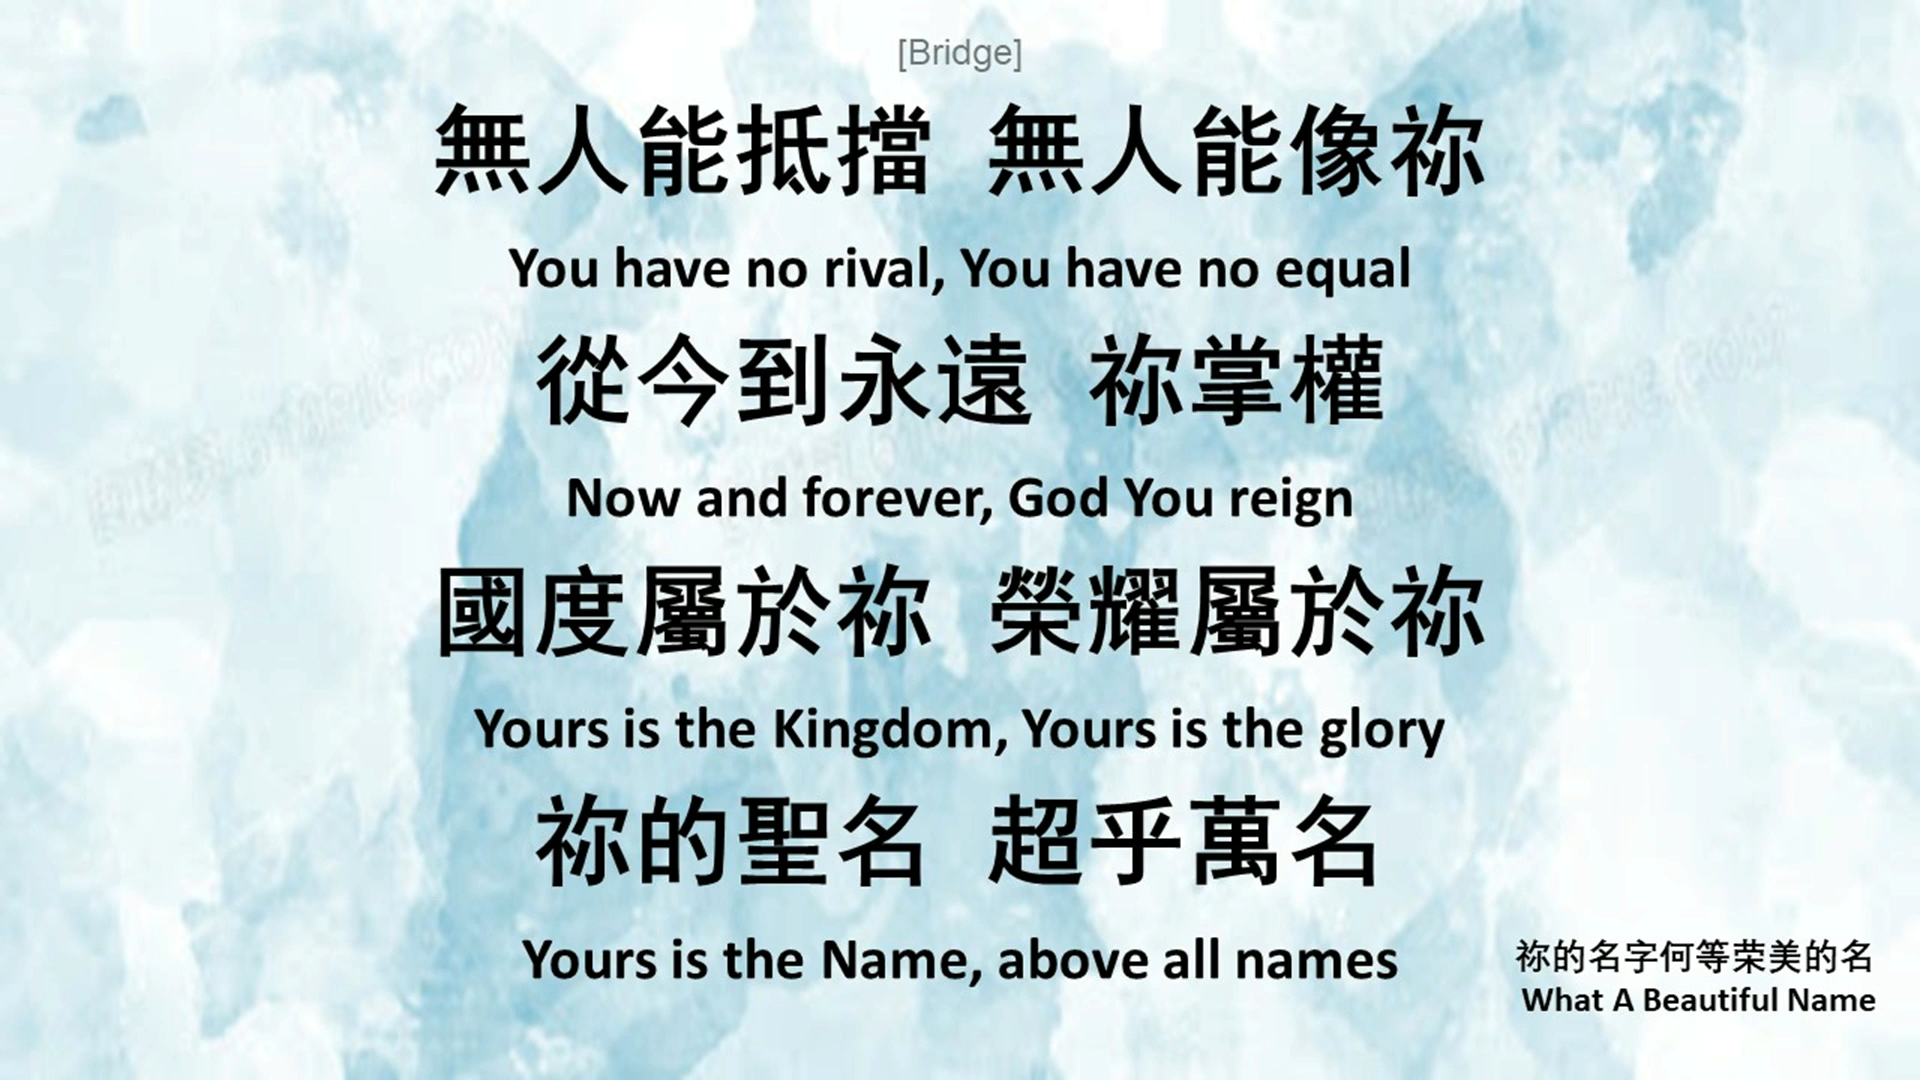 [Bridge]
無人能抵擋 無人能像祢
You have no rival, You have no equal
從今到永遠 祢掌權
Now and forever, God You reign
國度屬於祢 榮耀屬於祢
Yours is the Kingdom, Yours is the glory
祢的聖名 超乎萬名
Yours is the Name, above all names
祢的名字何等荣美的名
What A Beautiful Name